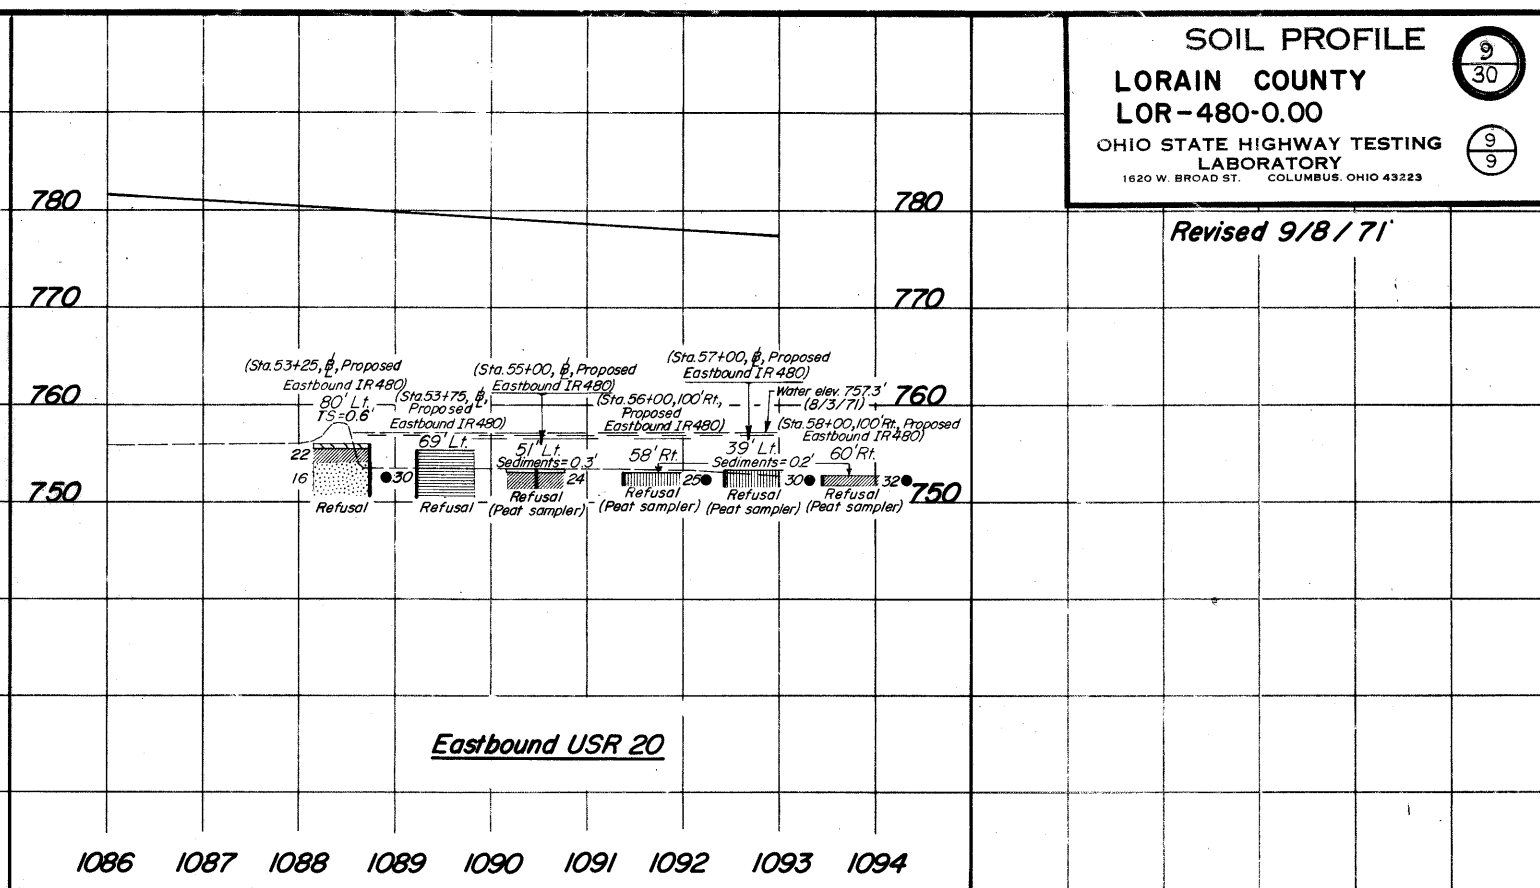 SOIL PROFILE
LORAIN COUNTY
LOR-480-0.00
OHIO STATE HIGHWAY TESTING
LABORATORY
1620 W. BROAD ST. COLUMBUS, OHIO 43223
9
30
9
9
Revised 9/8/71
780
780
770
770
760
760
750
750
(Sta. 53+25, ⅊, Proposed
Eastbound IR 480)
80' Lt.
TS=0.6'
22
16
Refusal
(Sta. 53+75, ⅊,
Proposed
Eastbound IR 480)
69' Lt.
30
Refusal
(Sta. 55+00, ⅊, Proposed
Eastbound IR 480)
51' Lt.
Sediments=0.3'
24
Refusal
(Peat sampler)
(Sta. 56+00, 100' Rt.,
Proposed
Eastbound IR 480)
58' Rt.
25
Refusal
(Peat sampler)
(Sta. 57+00, ⅊, Proposed
Eastbound IR 480)
39' Lt.
Sediments=0.2'
30
Refusal
(Peat sampler)
Water elev. 757.3'
(8/3/71)
(Sta. 58+00, 100' Rt., Proposed
Eastbound IR 480)
60' Rt.
32
Refusal
(Peat sampler)
Eastbound USR 20
1086 1087 1088 1089 1090 1091 1092 1093 1094